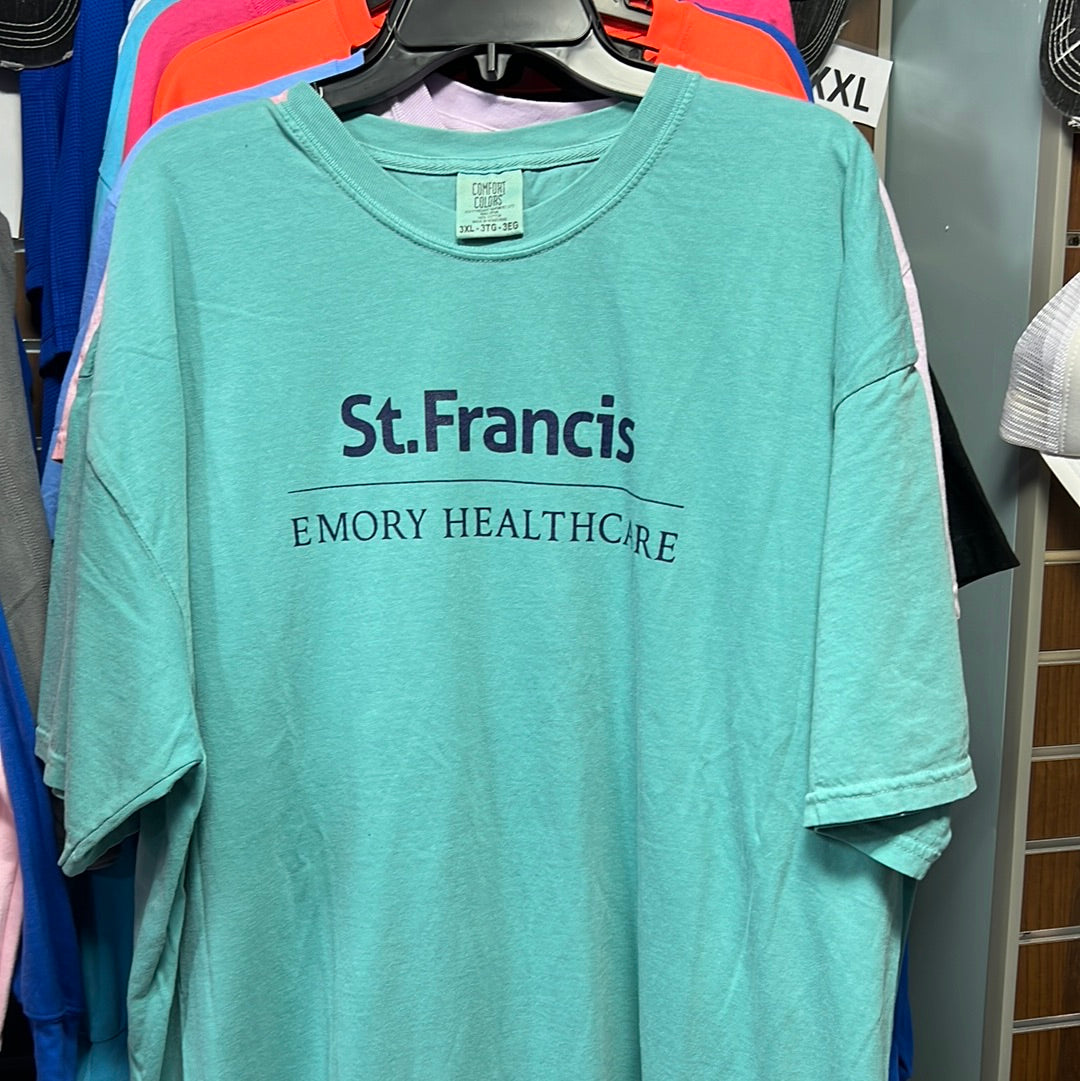 XXL
COMFORT
COLORS
3XL-3TG-3EG
St.Francis
EMORY HEALTHCARE